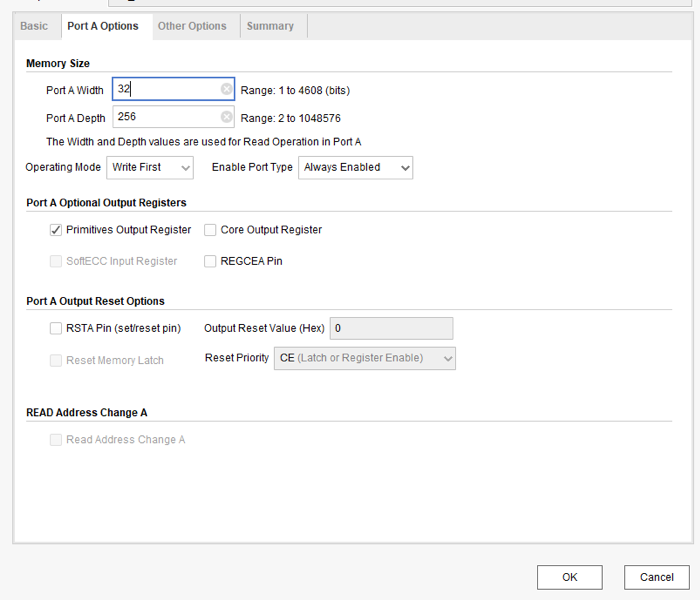 Basic Port A Options Other Options Summary
Memory Size
Port A Width 32 Range: 1 to 4608 (bits)
Port A Depth 256 Range: 2 to 1048576
The Width and Depth values are used for Read Operation in Port A
Operating Mode Write First Enable Port Type Always Enabled
Port A Optional Output Registers
Primitives Output Register Core Output Register
SoftECC Input Register REGCEA Pin
Port A Output Reset Options
RSTA Pin (set/reset pin) Output Reset Value (Hex) 0
Reset Memory Latch Reset Priority CE (Latch or Register Enable)
READ Address Change A
Read Address Change A
OK Cancel